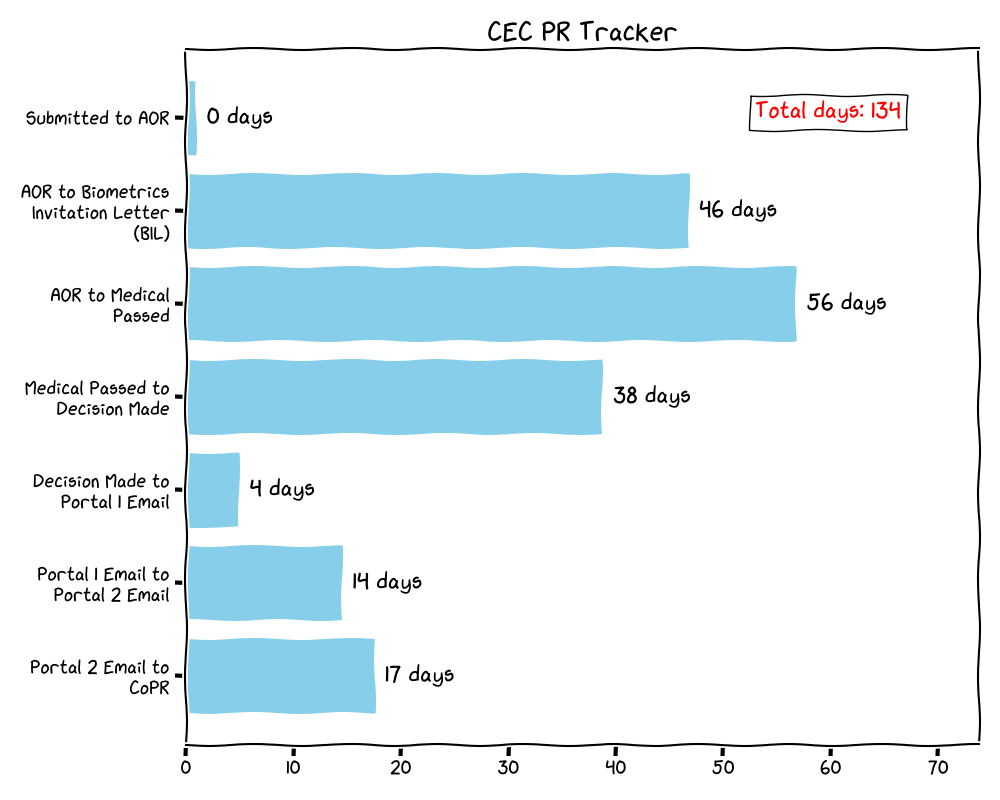 CEC PR Tracker
Submitted to AOR
0 days
Total days: 134
AOR to Biometrics
Invitation Letter
(BIL)
46 days
AOR to Medical
Passed
56 days
Medical Passed to
Decision Made
38 days
Decision Made to
Portal 1 Email
4 days
Portal 1 Email to
Portal 2 Email
14 days
Portal 2 Email to
CoPR
17 days
0 10 20 30 40 50 60 70